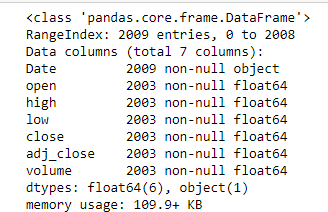 <class 'pandas.core.frame.DataFrame'>
RangeIndex: 2009 entries, 0 to 2008
Data columns (total 7 columns):
Date         2009 non-null object
open         2003 non-null float64
high         2003 non-null float64
low          2003 non-null float64
close        2003 non-null float64
adj_close    2003 non-null float64
volume       2003 non-null float64
dtypes: float64(6), object(1)
memory usage: 109.9+ KB